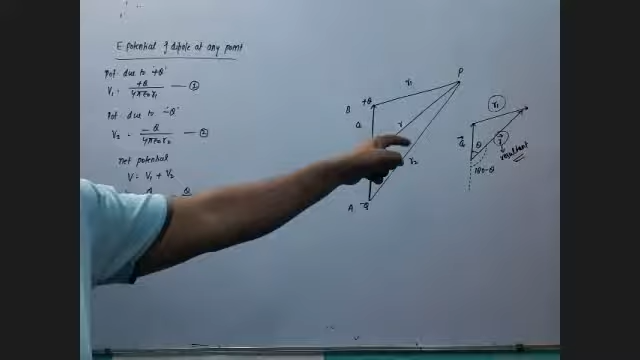 E potential of dipole at any point
Pot due to +Q
V₁ = +Q / 4πε₀r₁ — ①
Pot due to -Q
V₂ = -Q / 4πε₀r₂ — ②
Net potential
V = V₁ + V₂
P
r₁
B +Q
a
r
r₂
A -Q
r₁
θ
r
resultant
180-θ